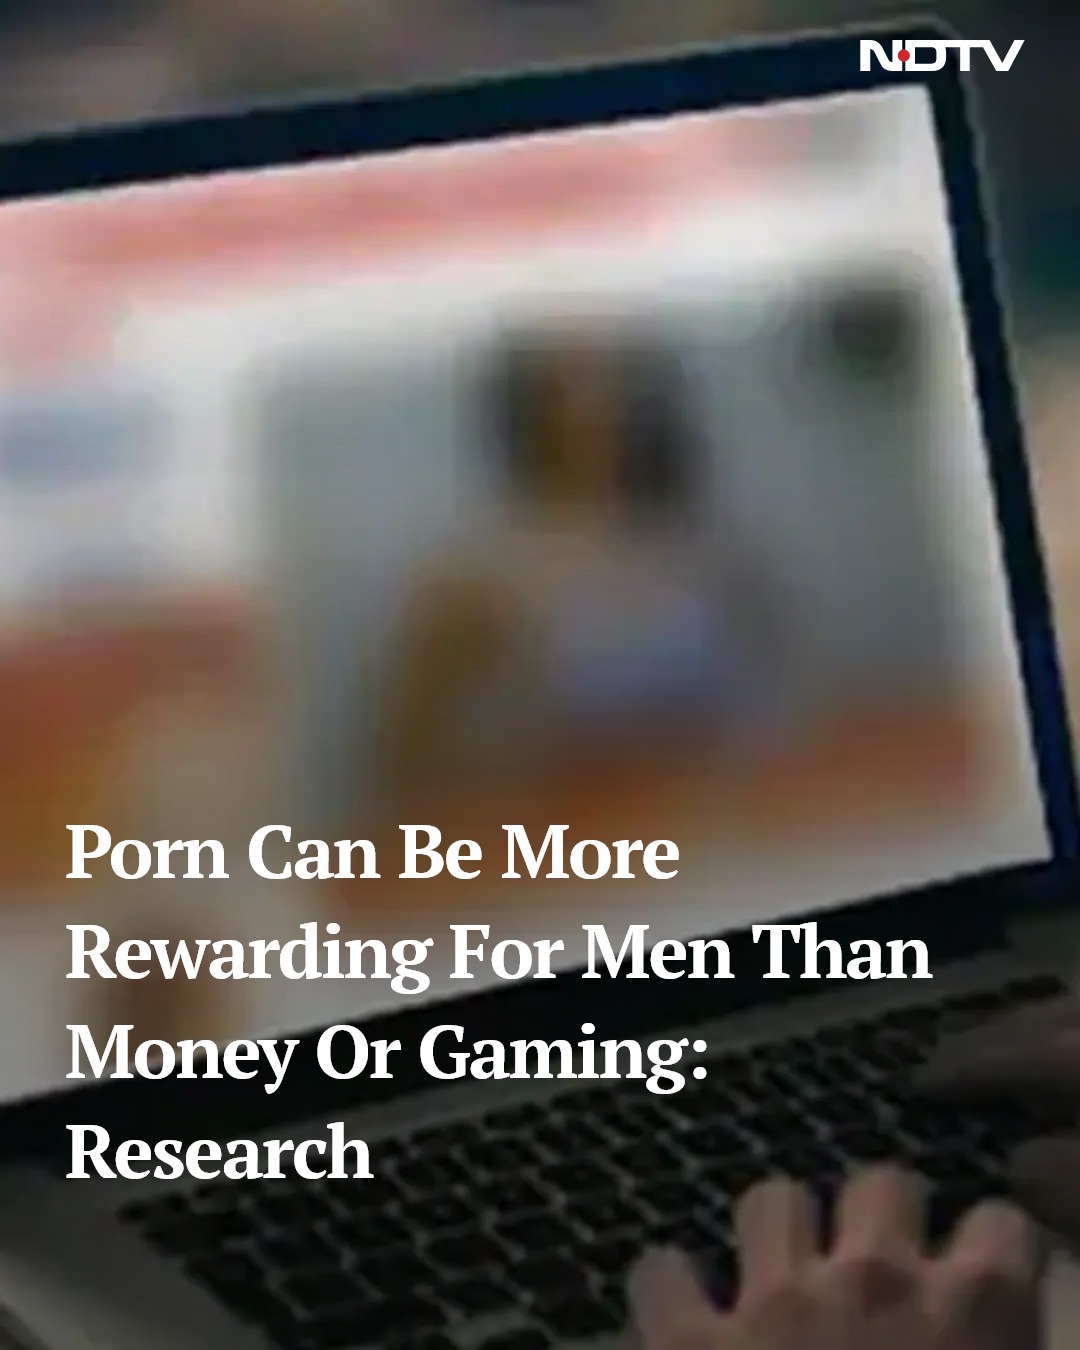 NDTV
Porn Can Be More
Rewarding For Men Than
Money Or Gaming:
Research